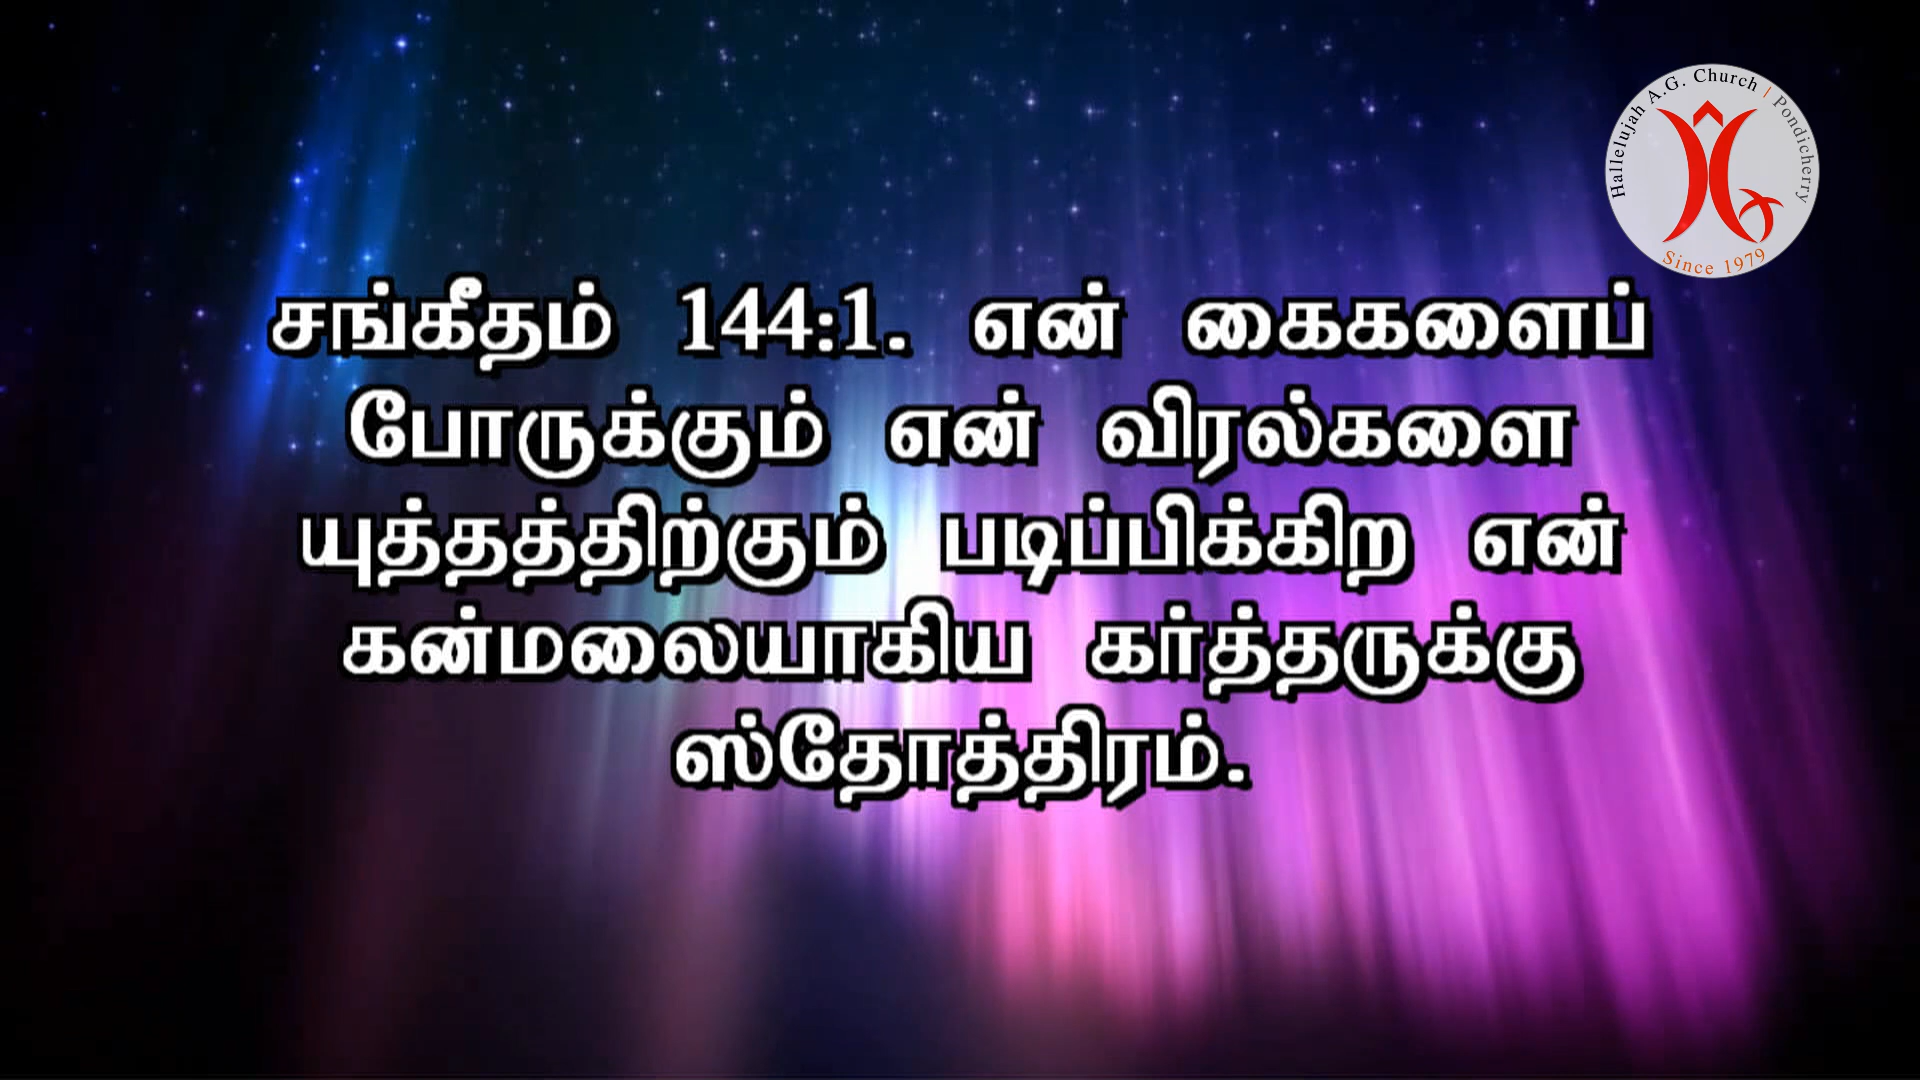 Hallelujah A.G. Church | Pondicherry
Since 1979
சங்கீதம் 144:1. என் கைகளைப்
போருக்கும் என் விரல்களை
யுத்தத்திற்கும் படிப்பிக்கிற என்
கன்மலையாகிய கர்த்தருக்கு
ஸ்தோத்திரம்.